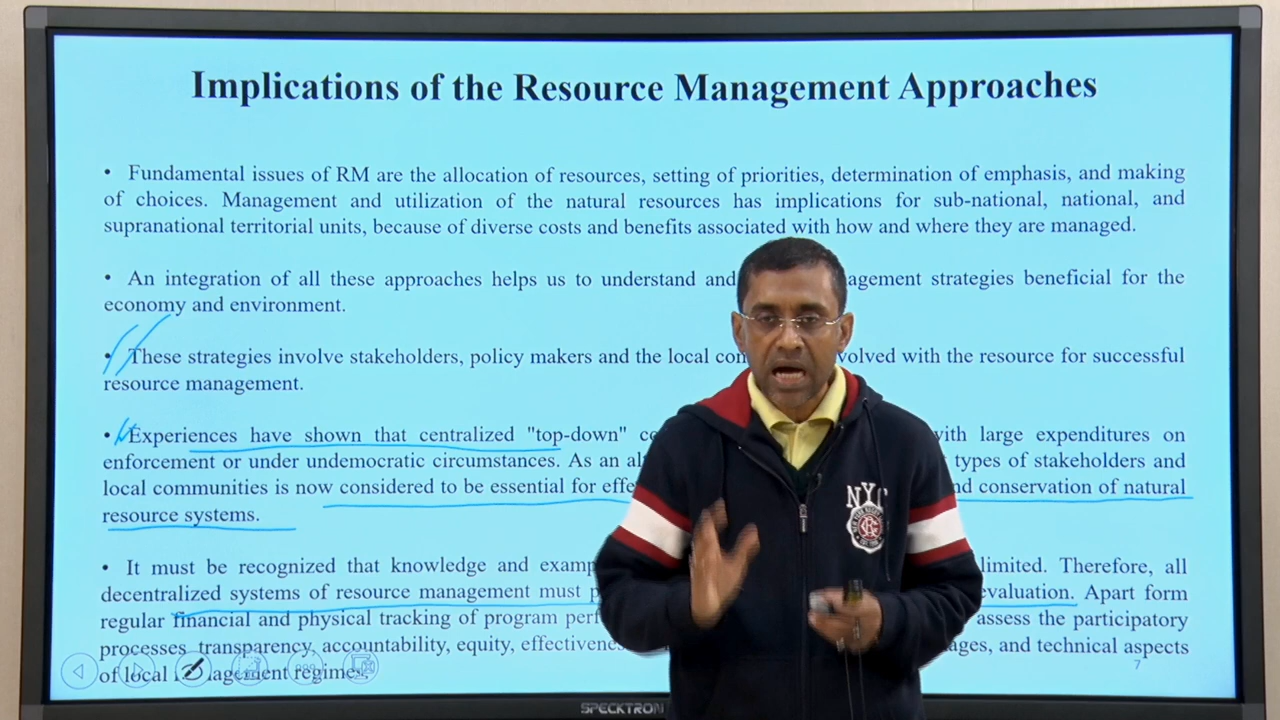 Implications of the Resource Management Approaches
• Fundamental issues of RM are the allocation of resources, setting of priorities, determination of emphasis, and making
of choices. Management and utilization of the natural resources has implications for sub-national, national, and
supranational territorial units, because of diverse costs and benefits associated with how and where they are managed.
• An integration of all these approaches helps us to understand and agement strategies beneficial for the
economy and environment.
• These strategies involve stakeholders, policy makers and the local com volved with the resource for successful
resource management.
• Experiences have shown that centralized "top-down" with large expenditures on
enforcement or under undemocratic circumstances. As an al types of stakeholders and
local communities is now considered to be essential for effe nd conservation of natural
resource systems.
• It must be recognized that knowledge and examp limited. Therefore, all
decentralized systems of resource management must p evaluation. Apart form
regular financial and physical tracking of program perf assess the participatory
processes transparency, accountability, equity, effectivenes ages, and technical aspects
of local management regimes.
7
NYC
SPECKTRON